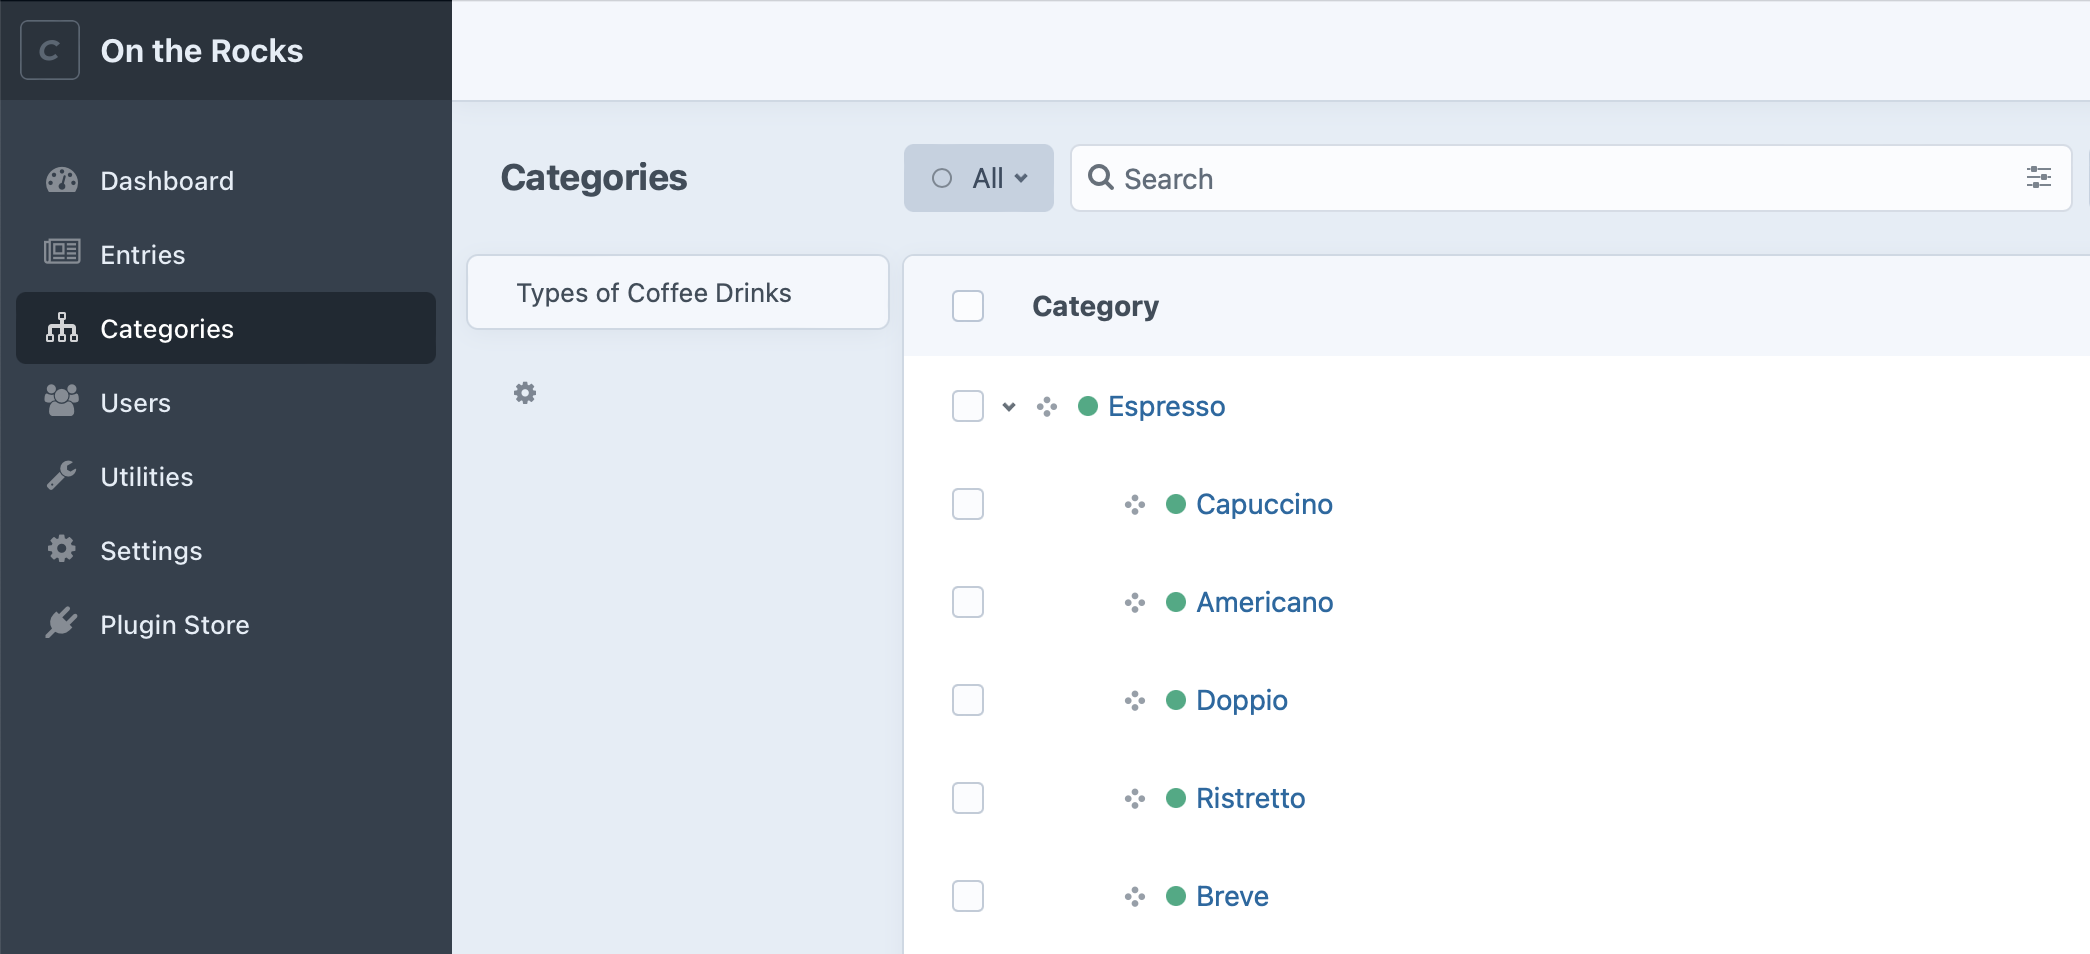 C
On the Rocks
Dashboard
Entries
Categories
Users
Utilities
Settings
Plugin Store
Categories
All
Search
Types of Coffee Drinks
Category
Espresso
Capuccino
Americano
Doppio
Ristretto
Breve